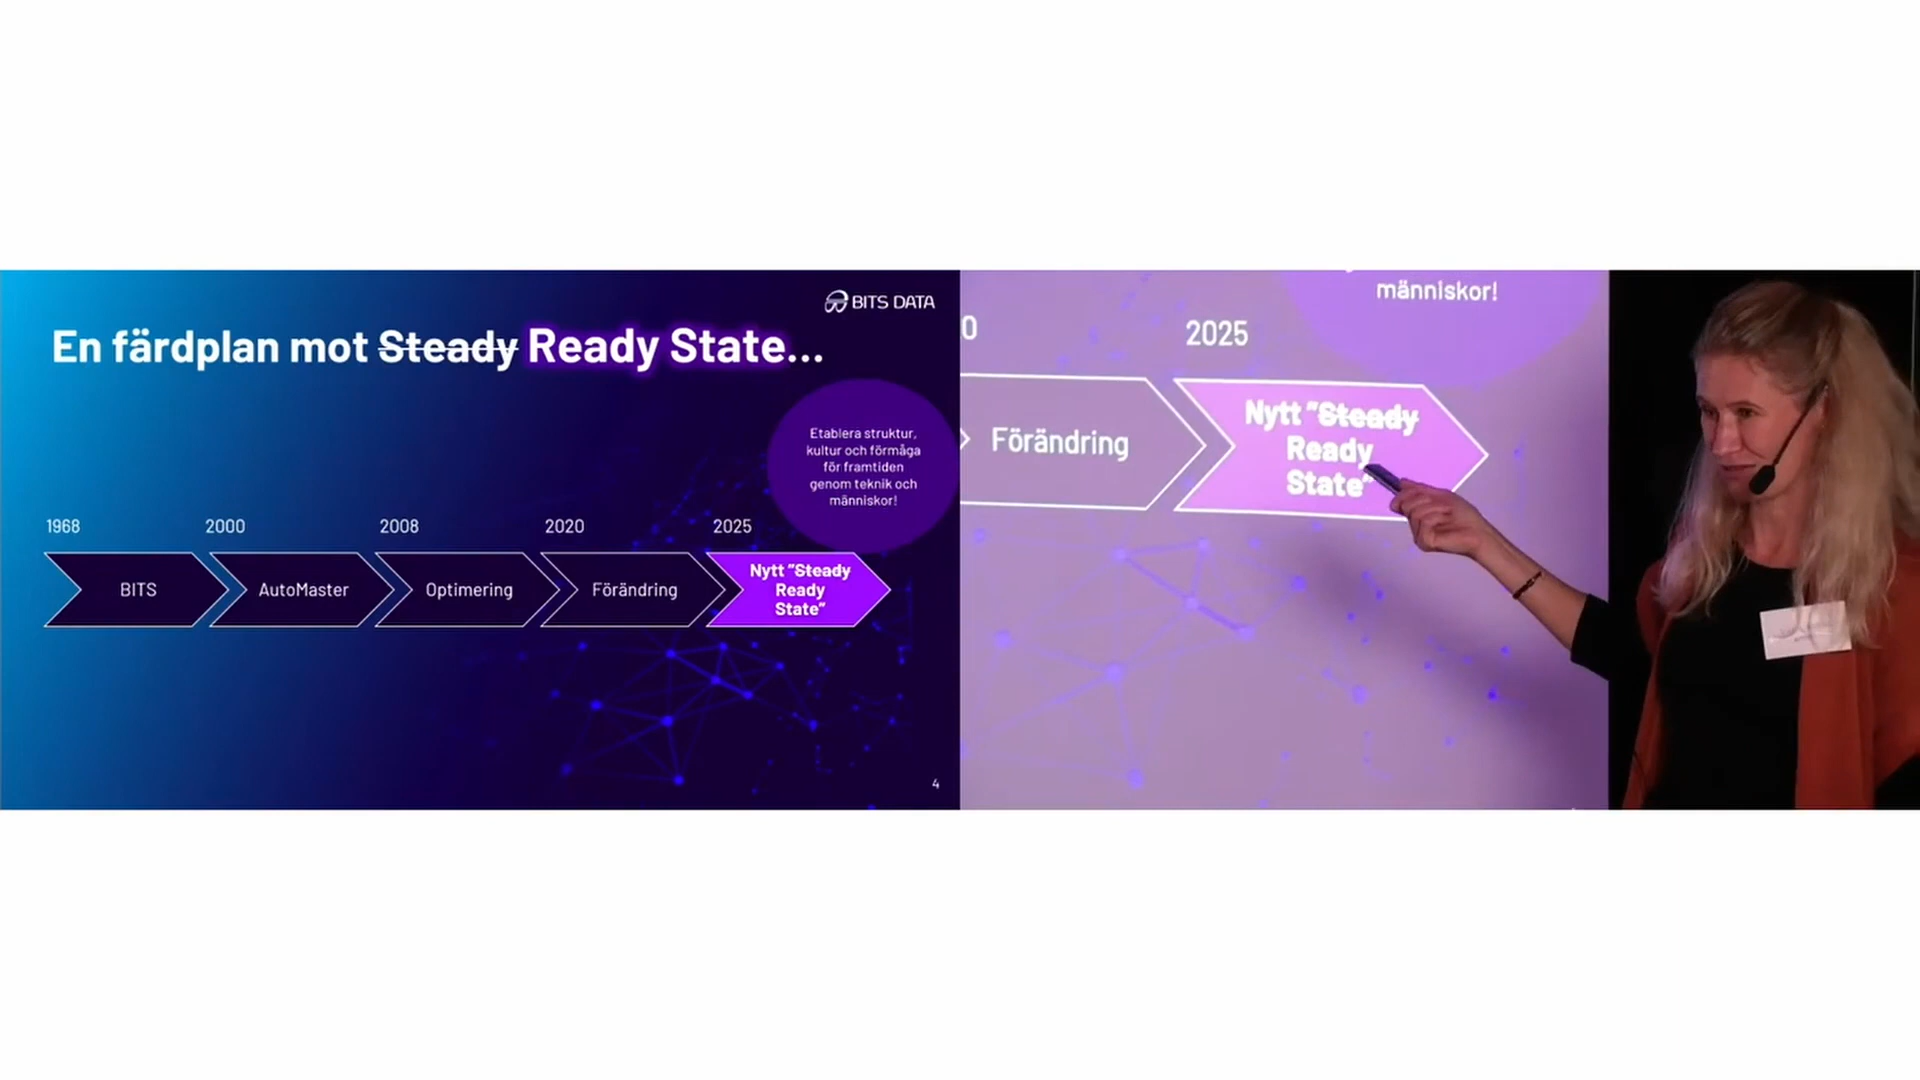 BITS DATA
En färdplan mot Steady Ready State...
Etablera struktur,
kultur och förmåga
för framtiden
genom teknik och
människor!
1968
2000
2008
2020
2025
BITS
AutoMaster
Optimering
Förändring
Nytt "Steady
Ready
State"
4
människor!
0
2025
Förändring
Nytt "Steady
Ready
State"